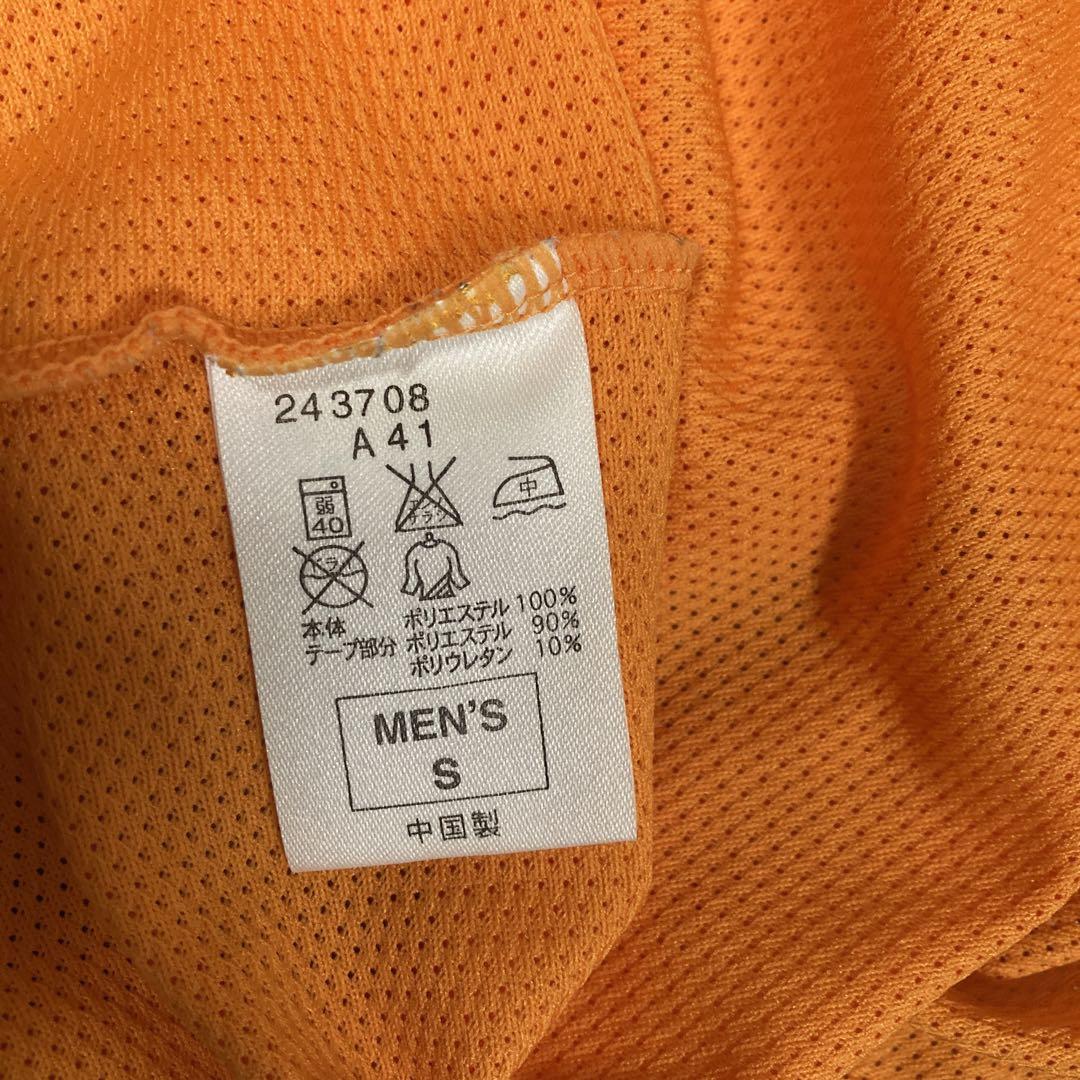 243708
A 41
弱
40
中
本体 ポリエステル 100%
テープ部分 ポリエステル 90%
ポリウレタン 10%
MEN'S
S
中国製